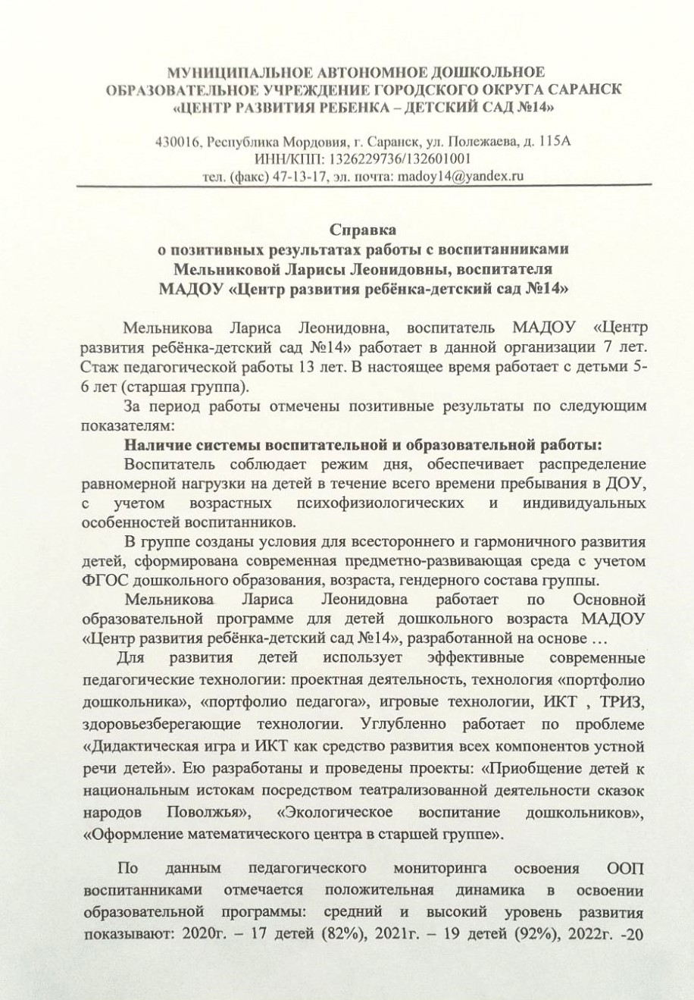 МУНИЦИПАЛЬНОЕ АВТОНОМНОЕ ДОШКОЛЬНОЕ
ОБРАЗОВАТЕЛЬНОЕ УЧРЕЖДЕНИЕ ГОРОДСКОГО ОКРУГА САРАНСК
«ЦЕНТР РАЗВИТИЯ РЕБЕНКА – ДЕТСКИЙ САД №14»
430016, Республика Мордовия, г. Саранск, ул. Полежаева, д. 115А
ИНН/КПП: 1326229736/132601001
тел. (факс) 47-13-17, эл. почта: madoy14@yandex.ru
Справка
о позитивных результатах работы с воспитанниками
Мельниковой Ларисы Леонидовны, воспитателя
МАДОУ «Центр развития ребёнка-детский сад №14»
Мельникова Лариса Леонидовна, воспитатель МАДОУ «Центр
развития ребёнка-детский сад №14» работает в данной организации 7 лет.
Стаж педагогической работы 13 лет. В настоящее время работает с детьми 5-
6 лет (старшая группа).
За период работы отмечены позитивные результаты по следующим
показателям:
Наличие системы воспитательной и образовательной работы:
Воспитатель соблюдает режим дня, обеспечивает распределение
равномерной нагрузки на детей в течение всего времени пребывания в ДОУ,
с учетом возрастных психофизиологических и индивидуальных
особенностей воспитанников.
В группе созданы условия для всестороннего и гармоничного развития
детей, сформирована современная предметно-развивающая среда с учетом
ФГОС дошкольного образования, возраста, гендерного состава группы.
Мельникова Лариса Леонидовна работает по Основной
образовательной программе для детей дошкольного возраста МАДОУ
«Центр развития ребёнка-детский сад №14», разработанной на основе …
Для развития детей использует эффективные современные
педагогические технологии: проектная деятельность, технология «портфолио
дошкольника», «портфолио педагога», игровые технологии, ИКТ , ТРИЗ,
здоровьезберегающие технологии. Углубленно работает по проблеме
«Дидактическая игра и ИКТ как средство развития всех компонентов устной
речи детей». Ею разработаны и проведены проекты: «Приобщение детей к
национальным истокам посредством театрализованной деятельности сказок
народов Поволжья», «Экологическое воспитание дошкольников»,
«Оформление математического центра в старшей группе».
По данным педагогического мониторинга освоения ООП
воспитанниками отмечается положительная динамика в освоении
образовательной программы: средний и высокий уровень развития
показывают: 2020г. – 17 детей (82%), 2021г. – 19 детей (92%), 2022г. -20